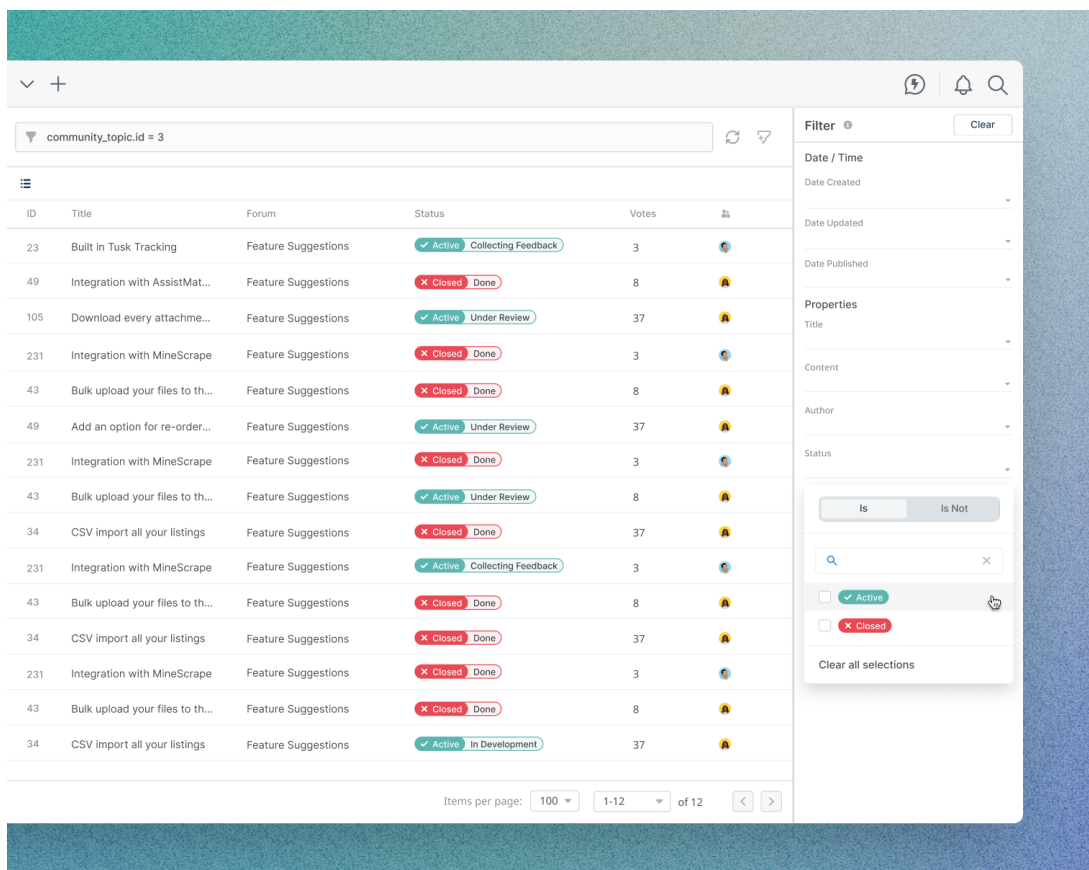 community_topic.id = 3
Filter
Clear
ID Title Forum Status Votes
23 Built in Tusk Tracking Feature Suggestions Active Collecting Feedback 3
49 Integration with AssistMat... Feature Suggestions Closed Done 8
105 Download every attachme... Feature Suggestions Active Under Review 37
231 Integration with MineScrape Feature Suggestions Closed Done 3
43 Bulk upload your files to th... Feature Suggestions Closed Done 8
49 Add an option for re-order... Feature Suggestions Active Under Review 37
231 Integration with MineScrape Feature Suggestions Closed Done 3
43 Bulk upload your files to th... Feature Suggestions Active Under Review 8
34 CSV import all your listings Feature Suggestions Closed Done 37
231 Integration with MineScrape Feature Suggestions Active Collecting Feedback 3
43 Bulk upload your files to th... Feature Suggestions Closed Done 8
34 CSV import all your listings Feature Suggestions Closed Done 37
231 Integration with MineScrape Feature Suggestions Closed Done 3
43 Bulk upload your files to th... Feature Suggestions Closed Done 8
34 CSV import all your listings Feature Suggestions Active In Development 37
Items per page: 100 1-12 of 12
Date / Time
Date Created
Date Updated
Date Published
Properties
Title
Content
Author
Status
Is Is Not
Active
Closed
Clear all selections